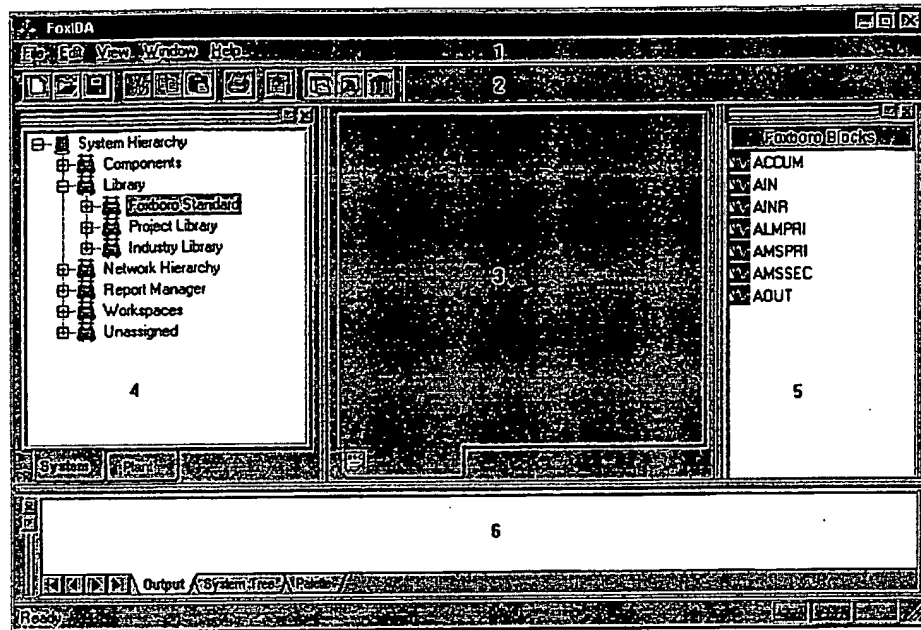 FoxIDA
File Edit View Window Help
1
2
System Hierarchy
Components
Library
Foxboro Standard
Project Library
Industry Library
Network Hierarchy
Report Manager
Workspaces
Unassigned
4
System Plant
3
Foxboro Blocks
ACCUM
AIN
AINR
ALMPRI
AMSPRI
AMSSEC
AOUT
5
6
Output System Tree Palette
Ready